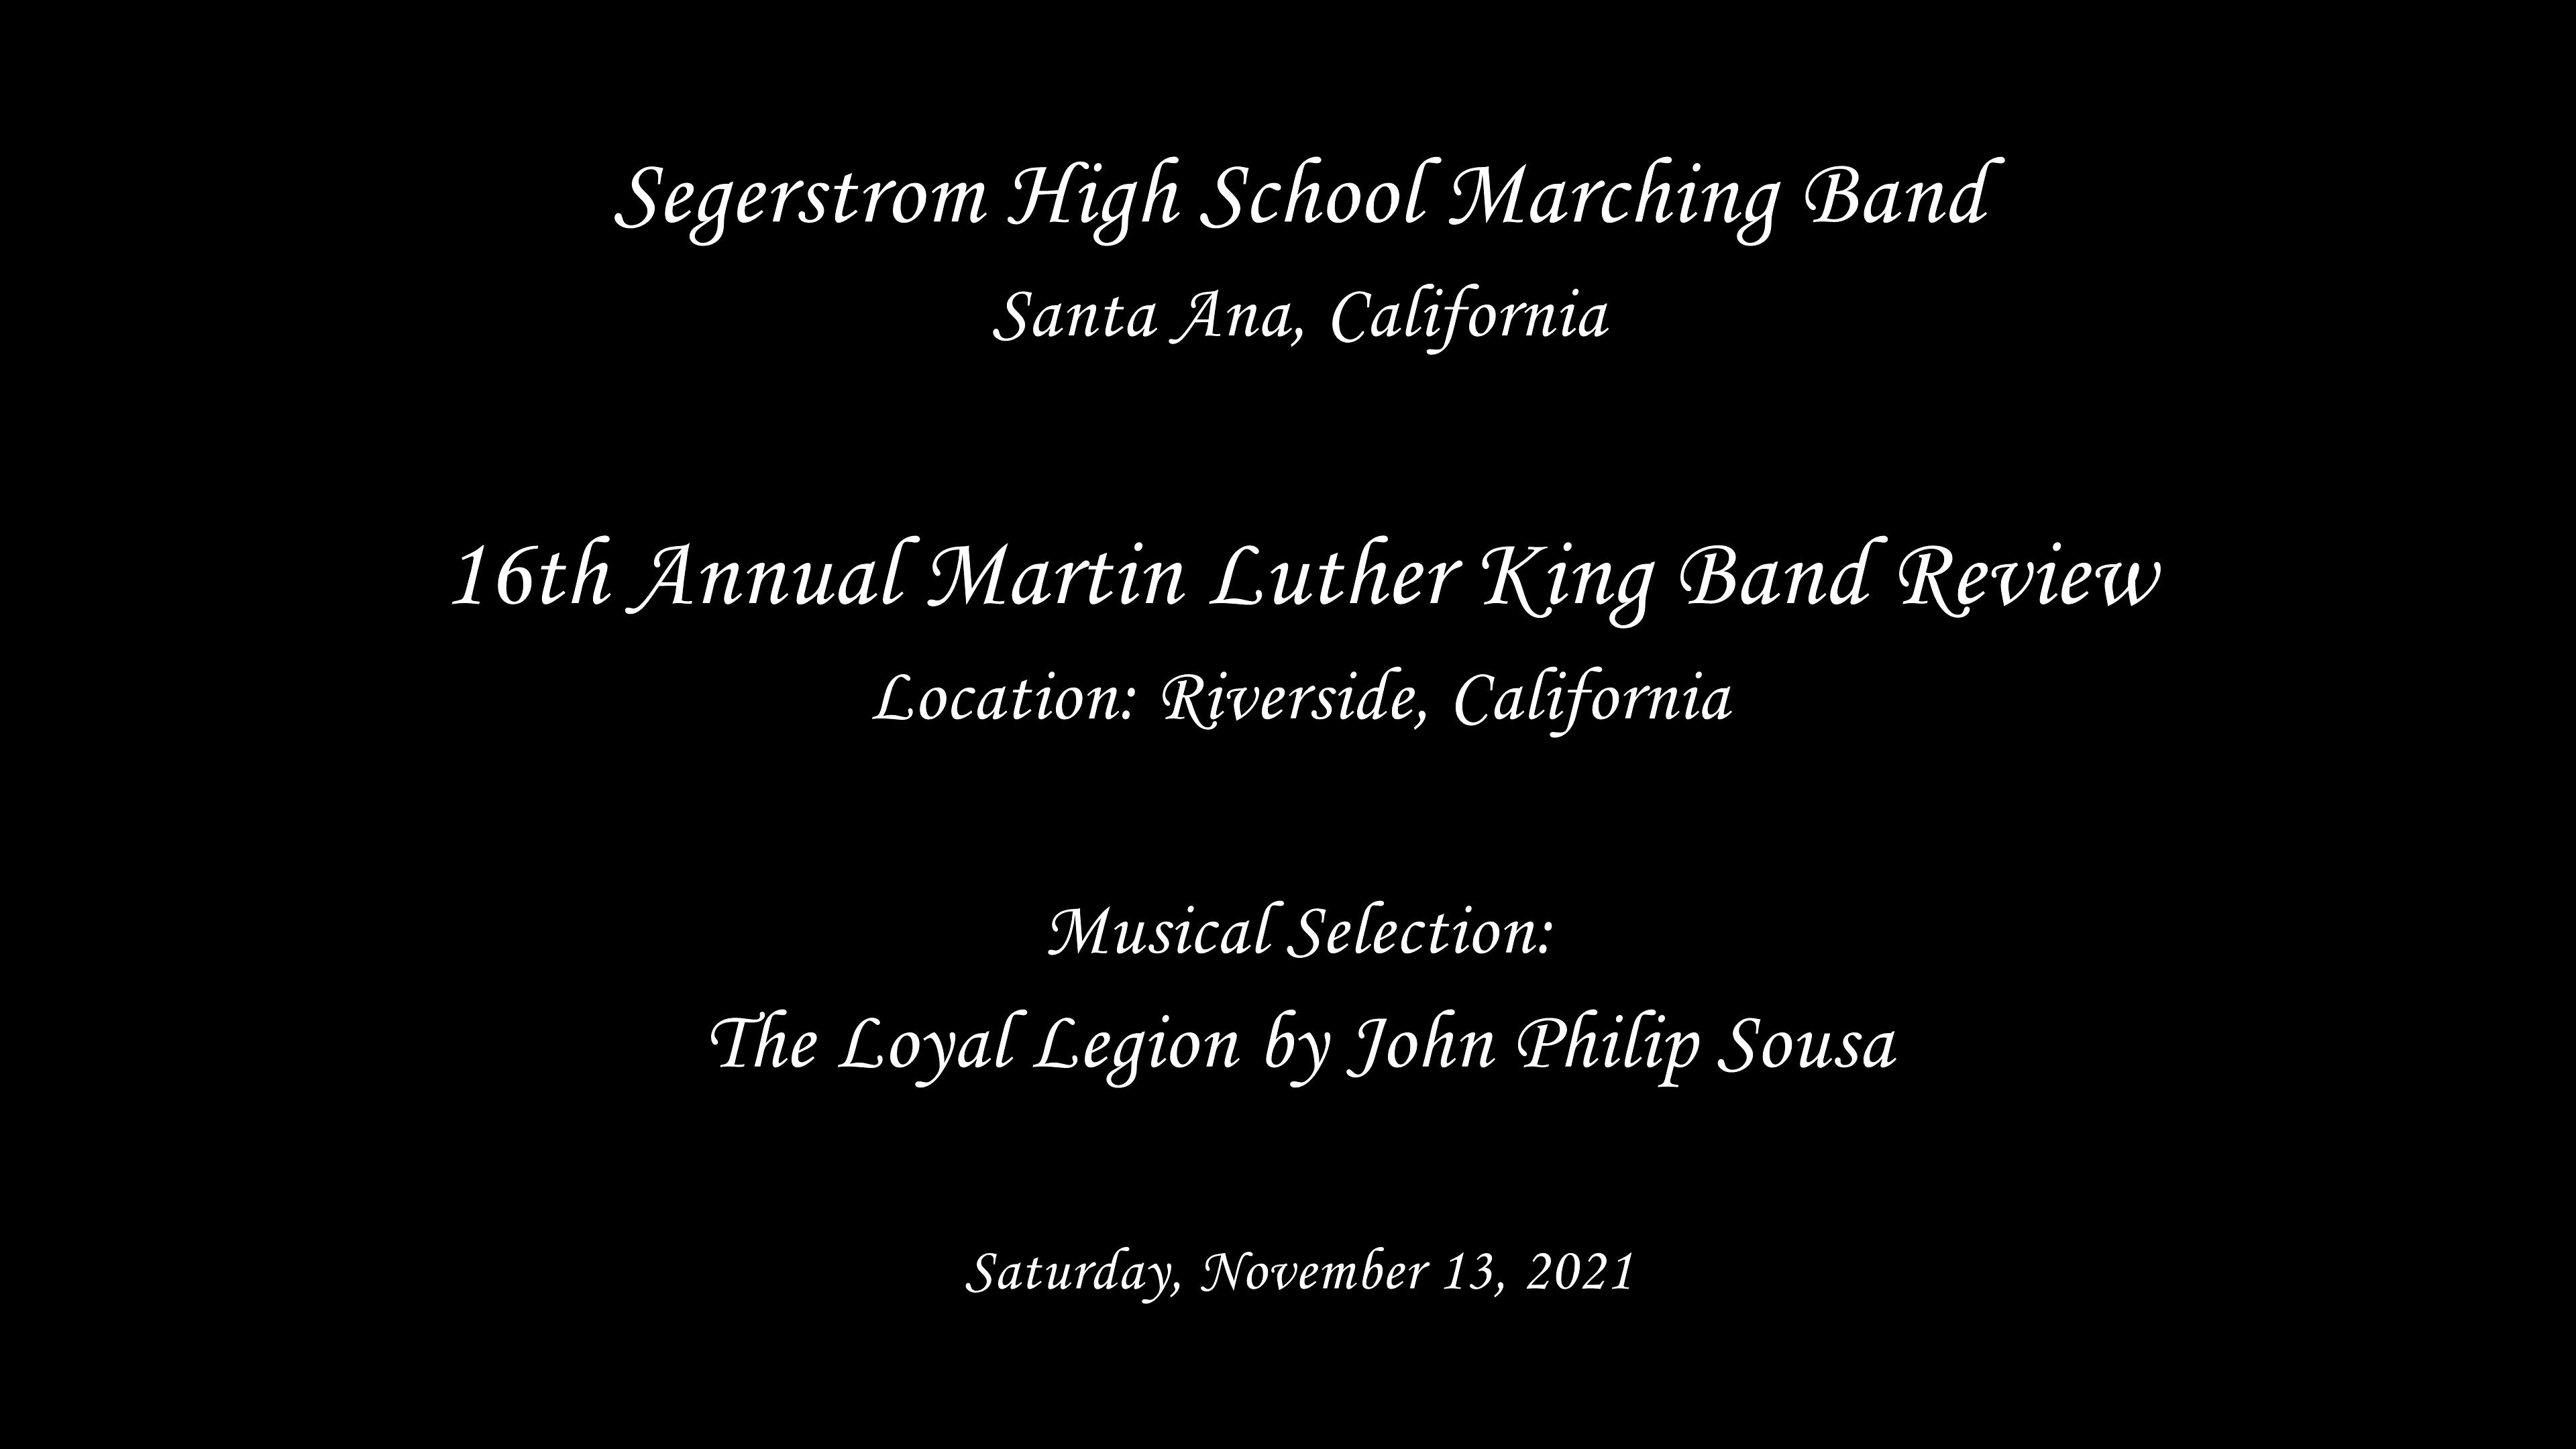 Segerstrom High School Marching Band
Santa Ana, California
16th Annual Martin Luther King Band Review
Location: Riverside, California
Musical Selection:
The Loyal Legion by John Philip Sousa
Saturday, November 13, 2021